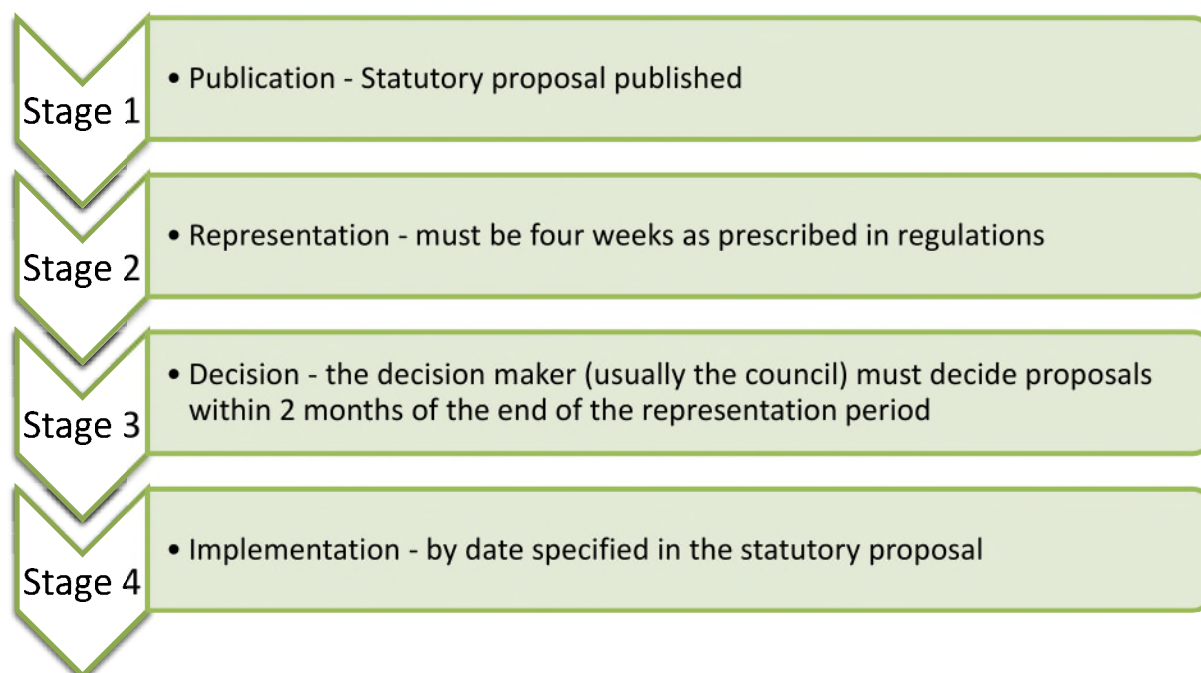 Stage 1
• Publication - Statutory proposal published
Stage 2
• Representation - must be four weeks as prescribed in regulations
Stage 3
• Decision - the decision maker (usually the council) must decide proposals
within 2 months of the end of the representation period
Stage 4
• Implementation - by date specified in the statutory proposal